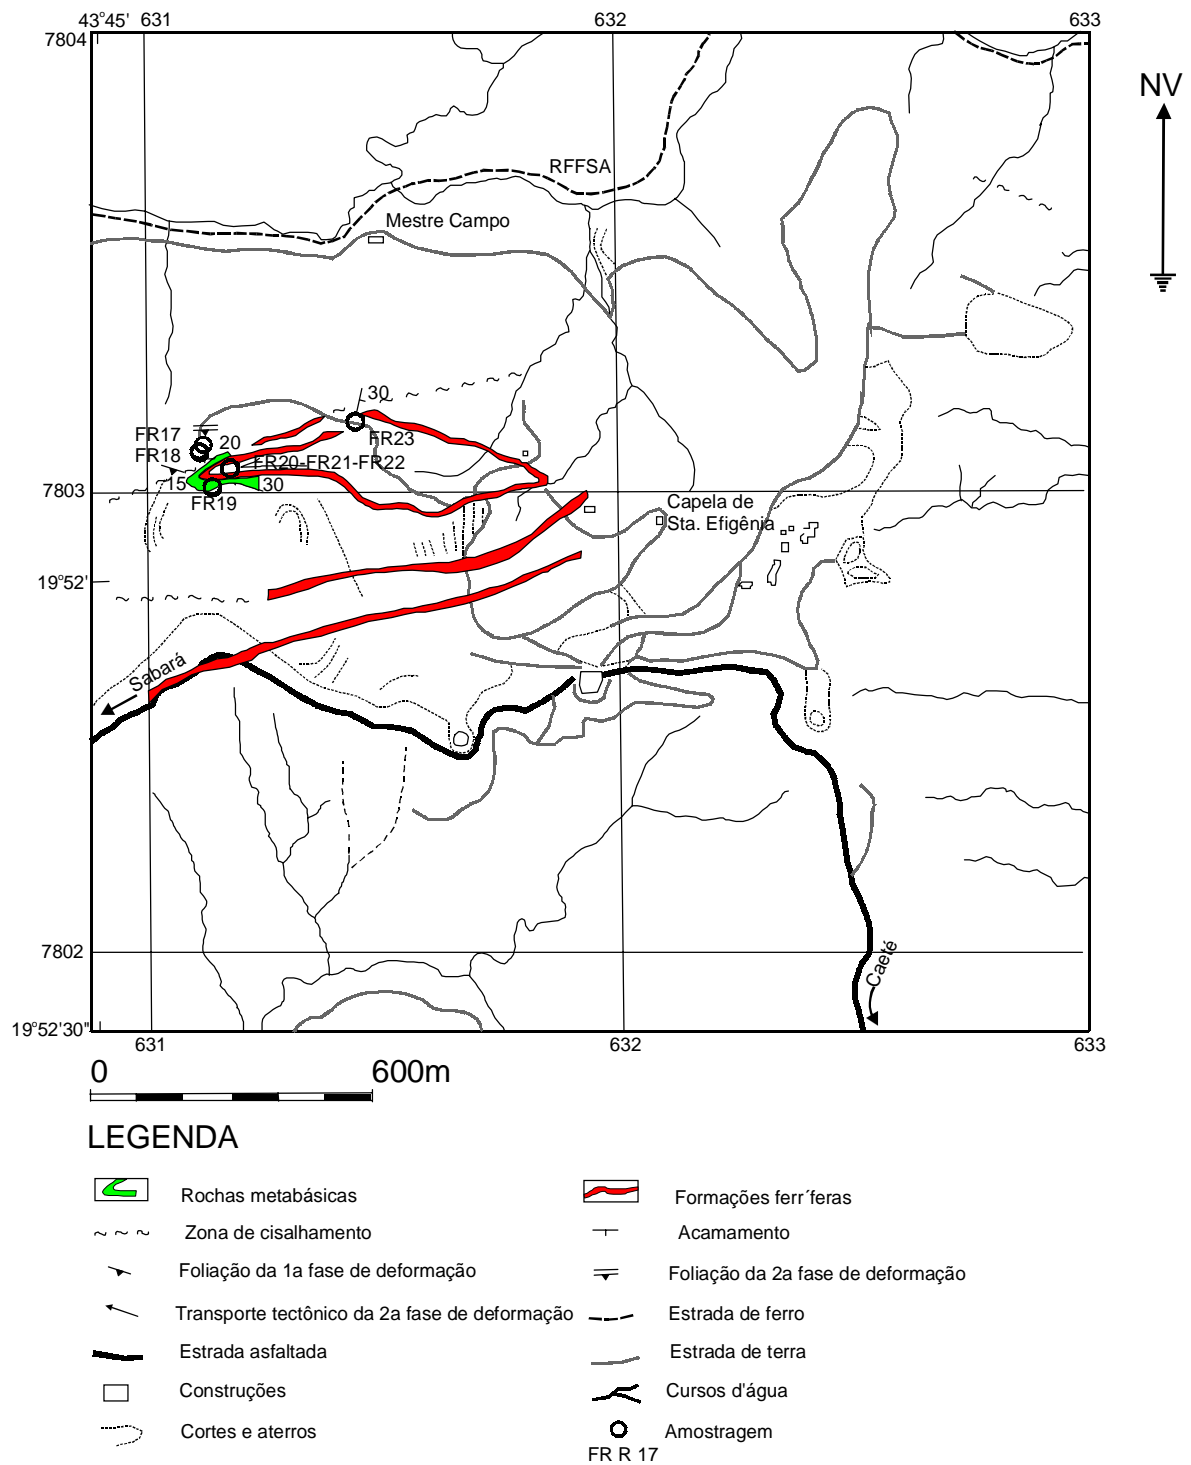 43°45' 631 632 633
7804
NV
RFFSA
Mestre Campo
30
FR17 20 FR23
FR18 FR20-FR21-FR22
15 30
FR19
7803
Capela de
Sta. Efigênia
19°52'
Sabará
7802
Caeté
19°52'30"
631 632 633
0 600m
LEGENDA
Rochas metabásicas
Formações ferr´feras
Zona de cisalhamento
Acamamento
Foliação da 1a fase de deformação
Foliação da 2a fase de deformação
Transporte tectônico da 2a fase de deformação
Estrada de ferro
Estrada asfaltada
Estrada de terra
Construções
Cursos d'água
Cortes e aterros
Amostragem
FR R 17